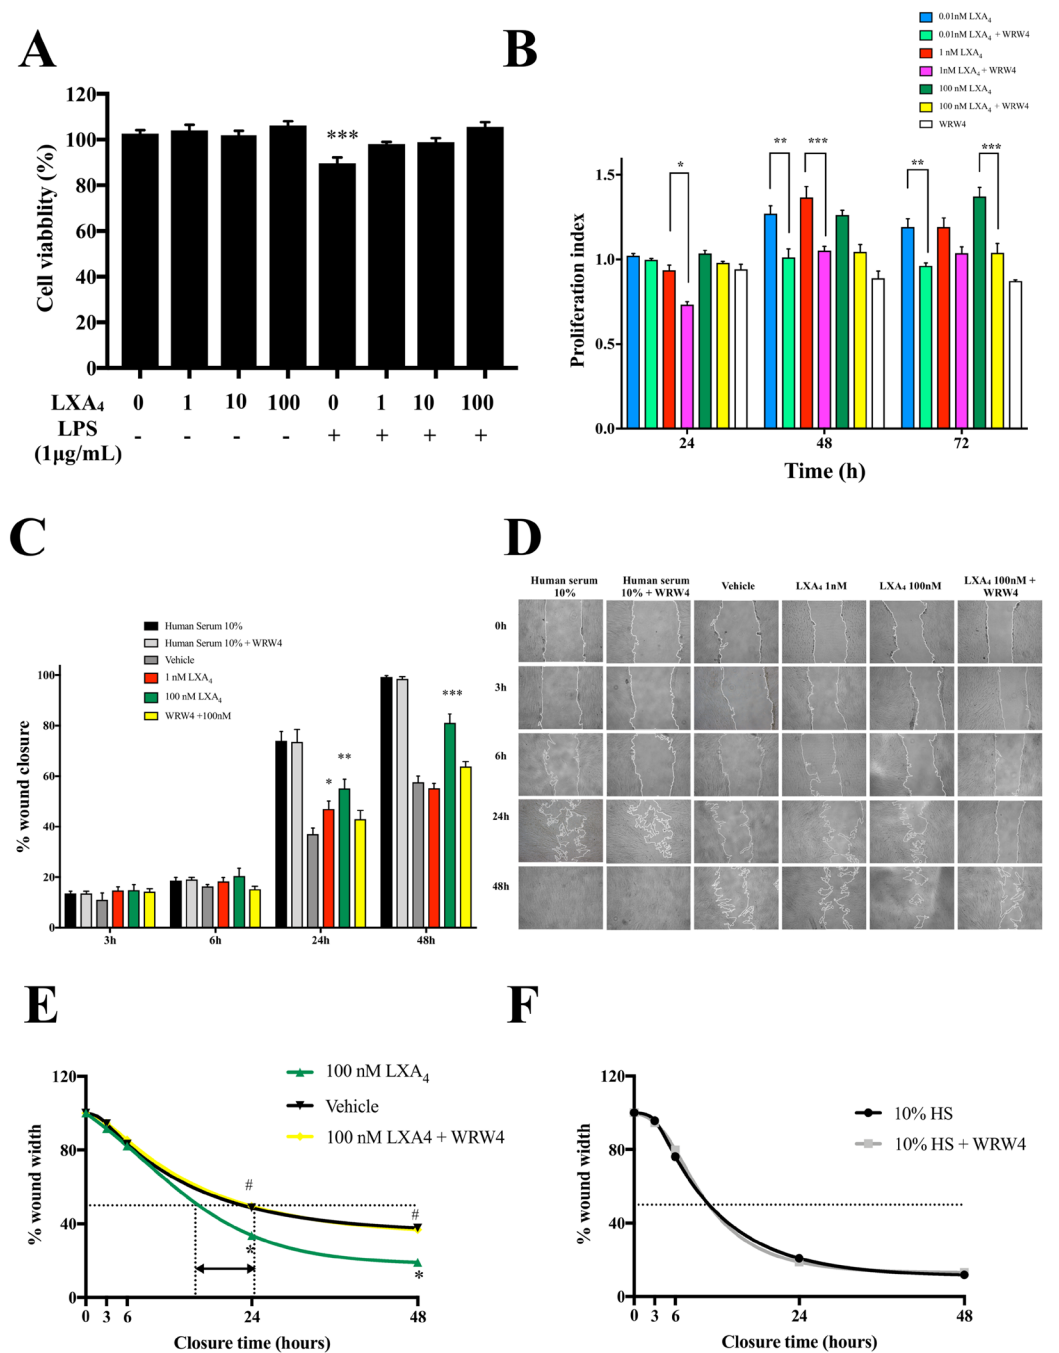 A
120
100
80
60
40
20
0
Cell viabblity (%)
***
LXA₄ 0 1 10 100 0 1 10 100
LPS - - - - + + + +
(1µg/mL)
B
0.01nM LXA₄
0.01nM LXA₄ + WRW4
1 nM LXA₄
1nM LXA₄ + WRW4
100 nM LXA₄
100 nM LXA₄ + WRW4
WRW4
Proliferation index
1.5
1.0
0.5
0.0
* ** *** ** ***
24 48 72
Time (h)
C
Human Serum 10%
Human Serum 10% + WRW4
Vehicle
1 nM LXA₄
100 nM LXA₄
WRW4 +100nM
% wound closure
100
80
60
40
20
0
* ** ***
3h 6h 24h 48h
D
Human serum 10%
Human serum 10% + WRW4
Vehicle
LXA₄ 1nM
LXA₄ 100nM
LXA₄ 100nM + WRW4
0h
3h
6h
24h
48h
E
100 nM LXA₄
Vehicle
100 nM LXA4 + WRW4
% wound width
120
80
40
0
# #
* *
0 3 6 24 48
Closure time (hours)
F
10% HS
10% HS + WRW4
% wound width
120
80
40
0
0 3 6 24 48
Closure time (hours)